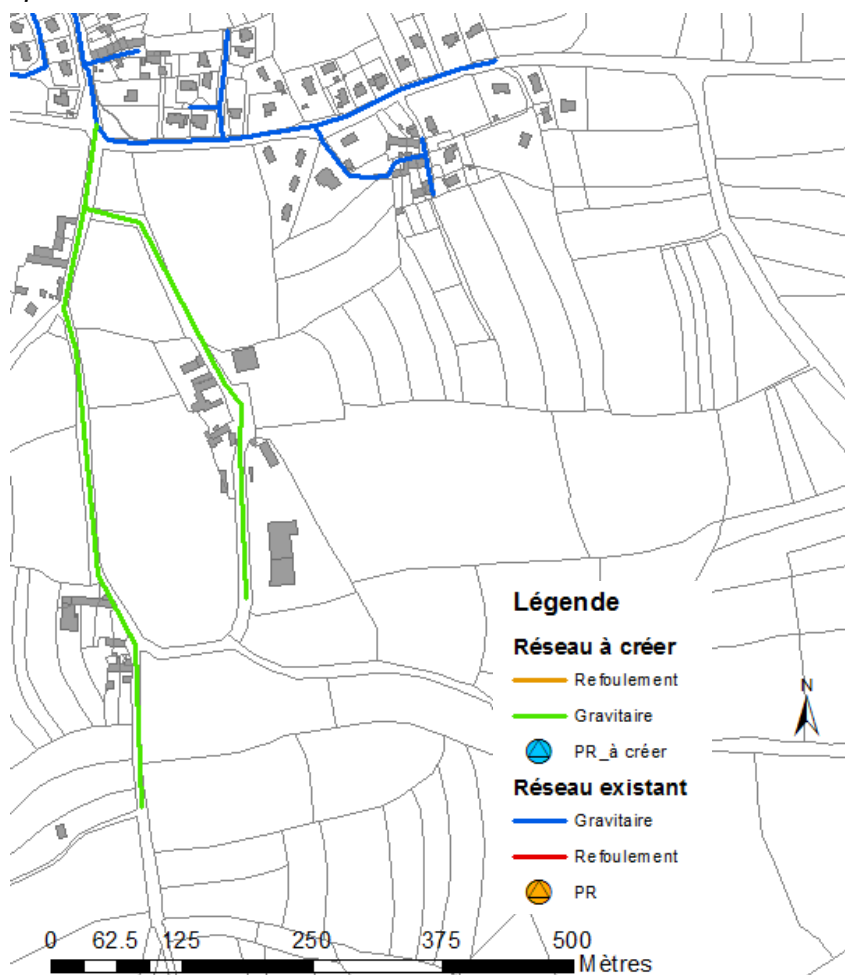 Légende
Réseau à créer
Refoulement
Gravitaire
PR_à créer
Réseau existant
Gravitaire
Refoulement
PR
N
0 62.5 125 250 375 500
Mètres